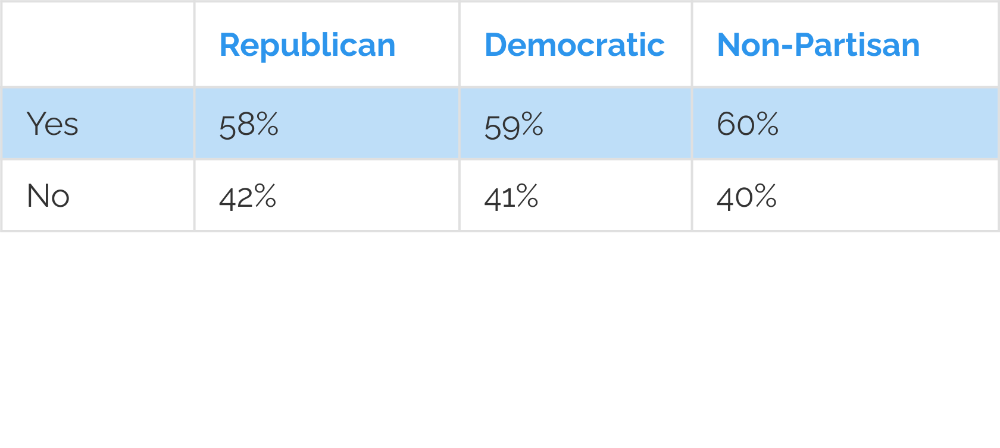 Republican Democratic Non-Partisan
Yes 58% 59% 60%
No 42% 41% 40%